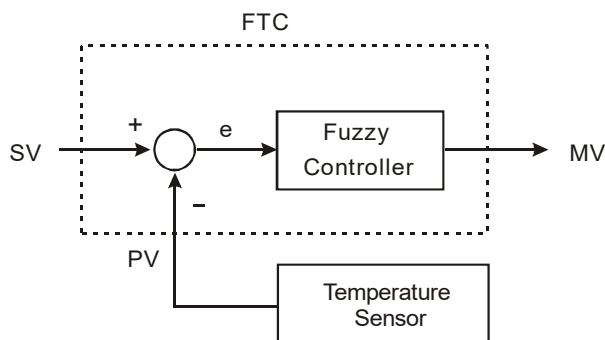 FTC
+
e
Fuzzy
Controller
SV
MV
−
PV
Temperature
Sensor